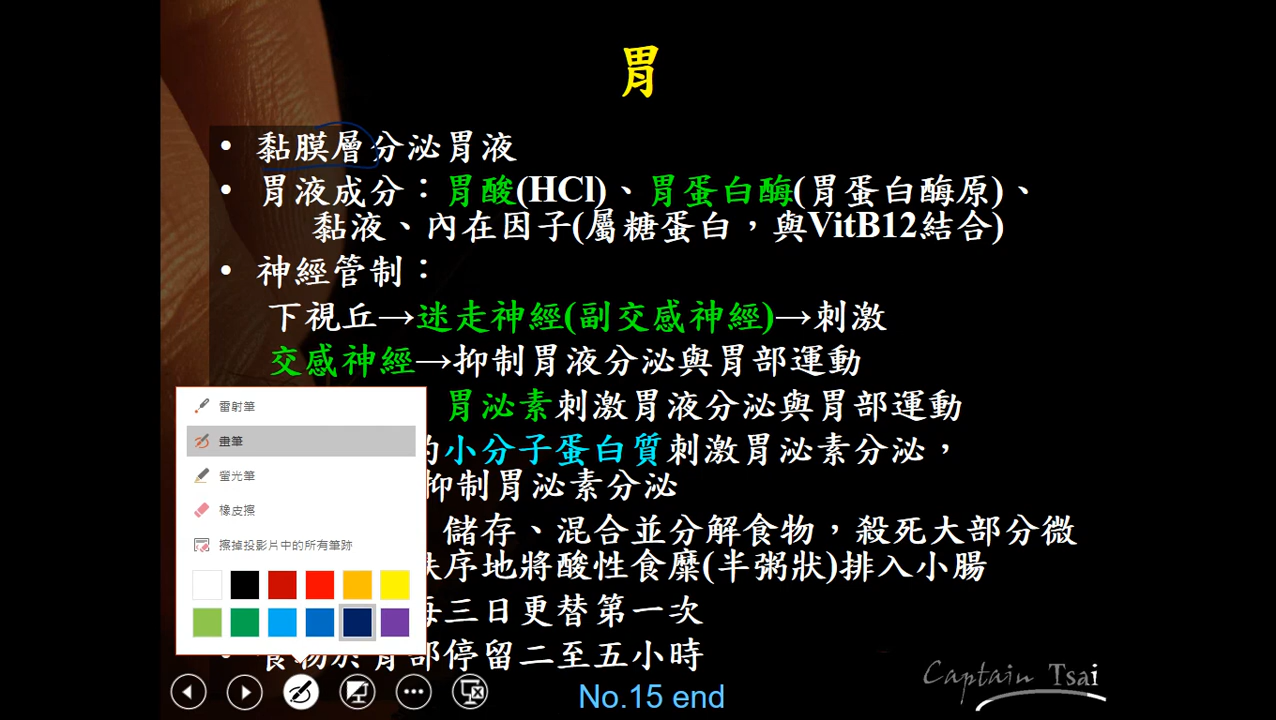 胃
• 黏膜層分泌胃液
• 胃液成分：胃酸(HCl)、胃蛋白酶(胃蛋白酶原)、
黏液、內在因子(屬糖蛋白，與VitB12結合)
• 神經管制：
下視丘→迷走神經(副交感神經)→刺激
交感神經→抑制胃液分泌與胃部運動
胃泌素刺激胃液分泌與胃部運動
的小分子蛋白質刺激胃泌素分泌，
抑制胃泌素分泌
儲存、混合並分解食物，殺死大部分微
秩序地將酸性食糜(半粥狀)排入小腸
每三日更替第一次
• 食物於胃部停留二至五小時
雷射筆
畫筆
螢光筆
橡皮擦
擦掉投影片中的所有筆跡
No.15 end
Captain Tsai